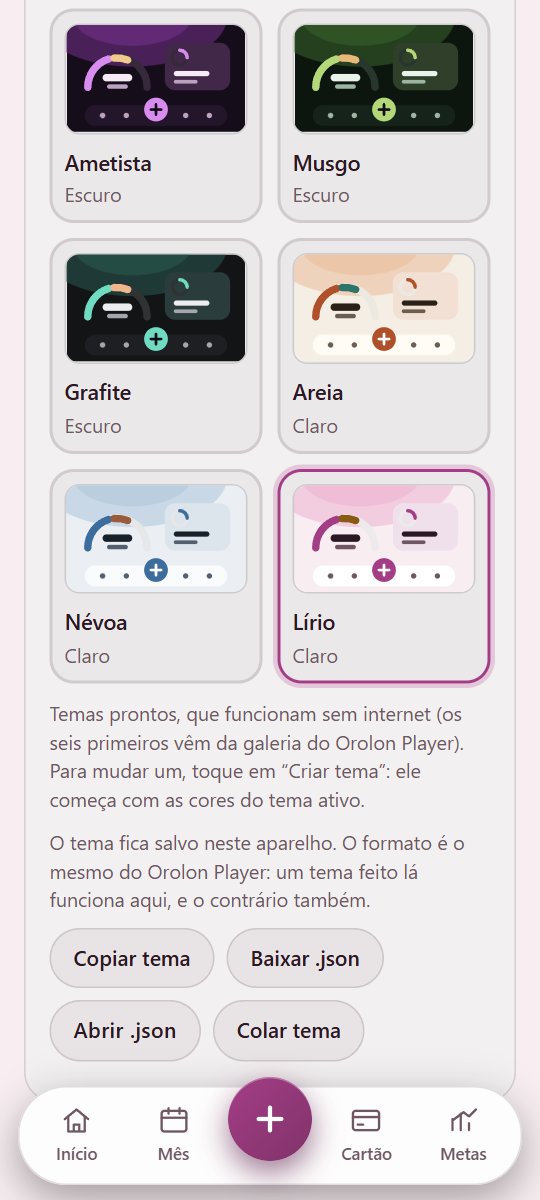 Ametista
Escuro
Musgo
Escuro
Grafite
Escuro
Areia
Claro
Névoa
Claro
Lírio
Claro
Temas prontos, que funcionam sem internet (os
seis primeiros vêm da galeria do Orolon Player).
Para mudar um, toque em “Criar tema”: ele
começa com as cores do tema ativo.
O tema fica salvo neste aparelho. O formato é o
mesmo do Orolon Player: um tema feito lá
funciona aqui, e o contrário também.
Copiar tema
Baixar .json
Abrir .json
Colar tema
Início
Mês
Cartão
Metas